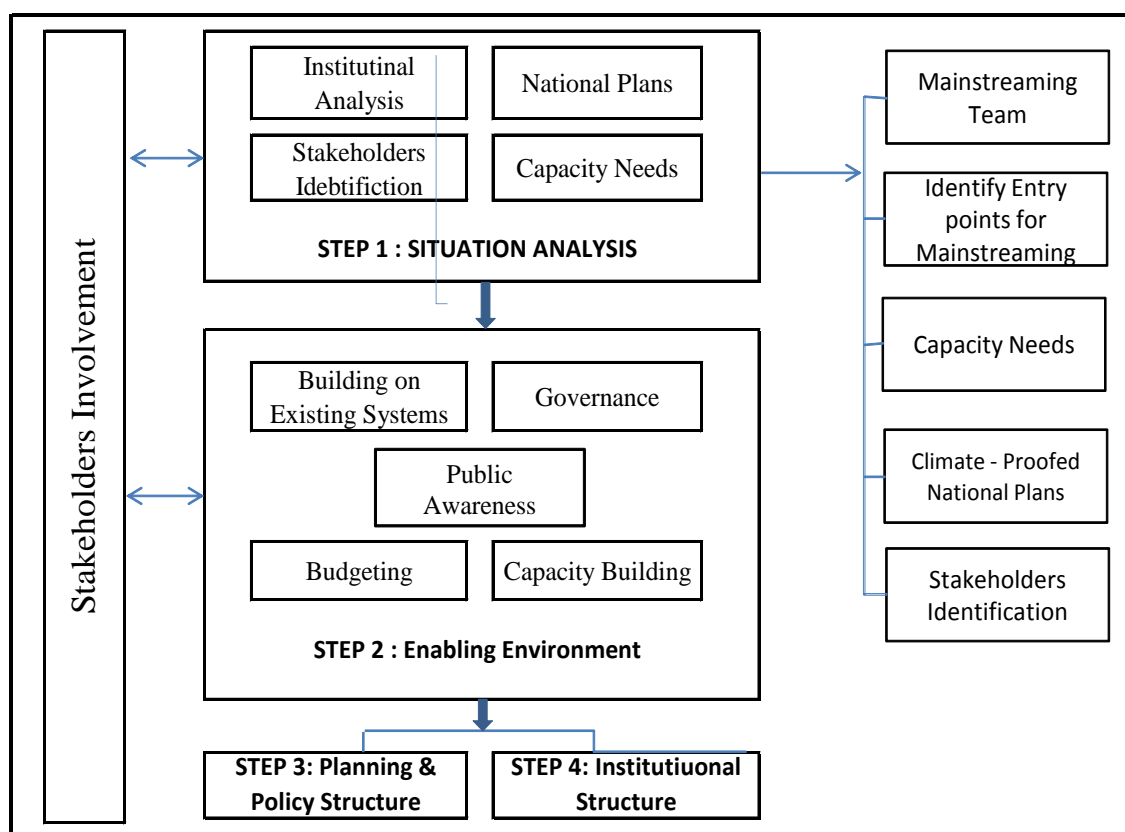 Stakeholders Involvement
Institutinal
Analysis
National Plans
Stakeholders
Idebtifiction
Capacity Needs
STEP 1 : SITUATION ANALYSIS
Building on
Existing Systems
Governance
Public
Awareness
Budgeting
Capacity Building
STEP 2 : Enabling Environment
STEP 3: Planning &
Policy Structure
STEP 4: Institutiuonal
Structure
Mainstreaming
Team
Identify Entry
points for
Mainstreaming
Capacity Needs
Climate - Proofed
National Plans
Stakeholders
Identification